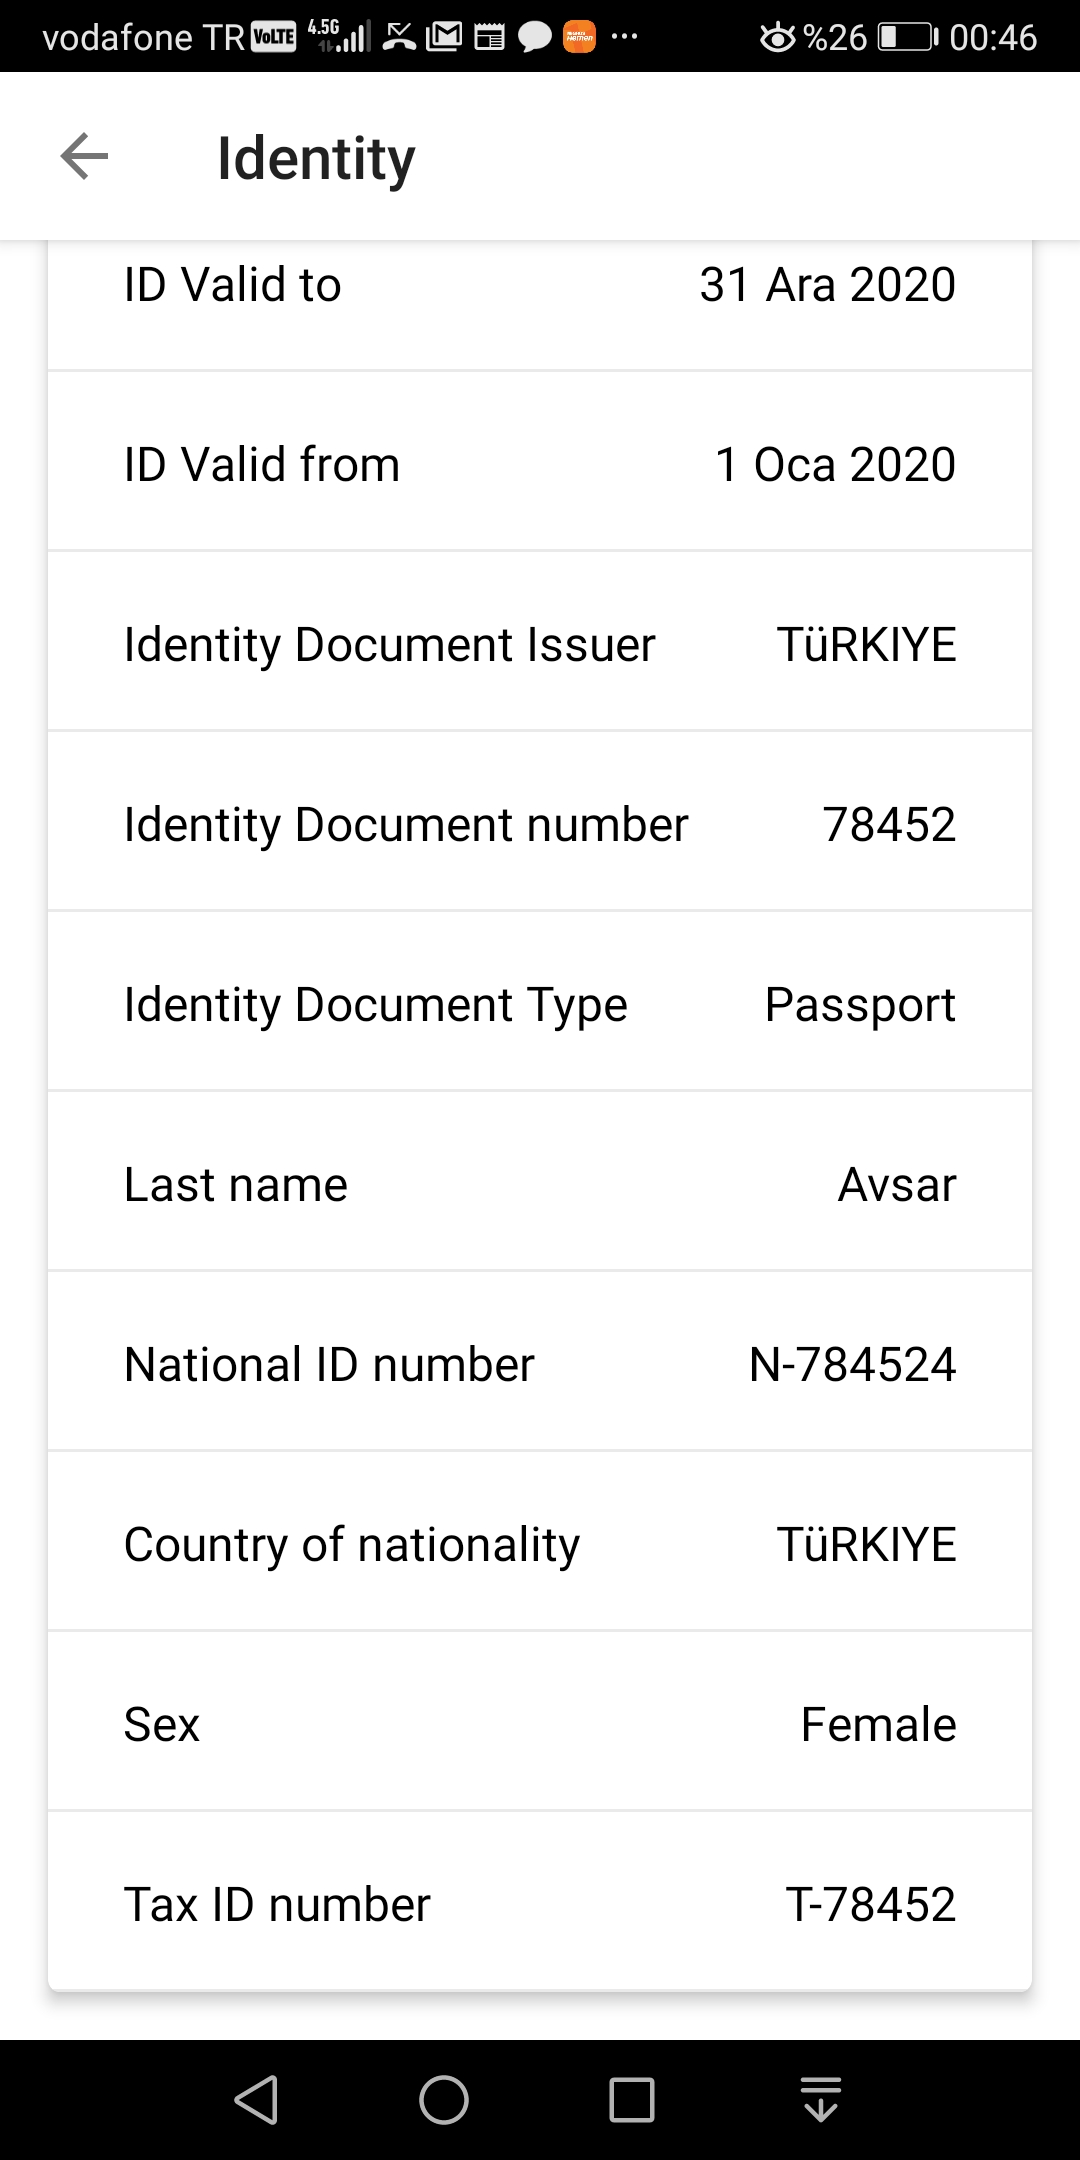 vodafone TR VoLTE 4.5G %26 00:46
Identity
ID Valid to 31 Ara 2020
ID Valid from 1 Oca 2020
Identity Document Issuer TüRKIYE
Identity Document number 78452
Identity Document Type Passport
Last name Avsar
National ID number N-784524
Country of nationality TüRKIYE
Sex Female
Tax ID number T-78452